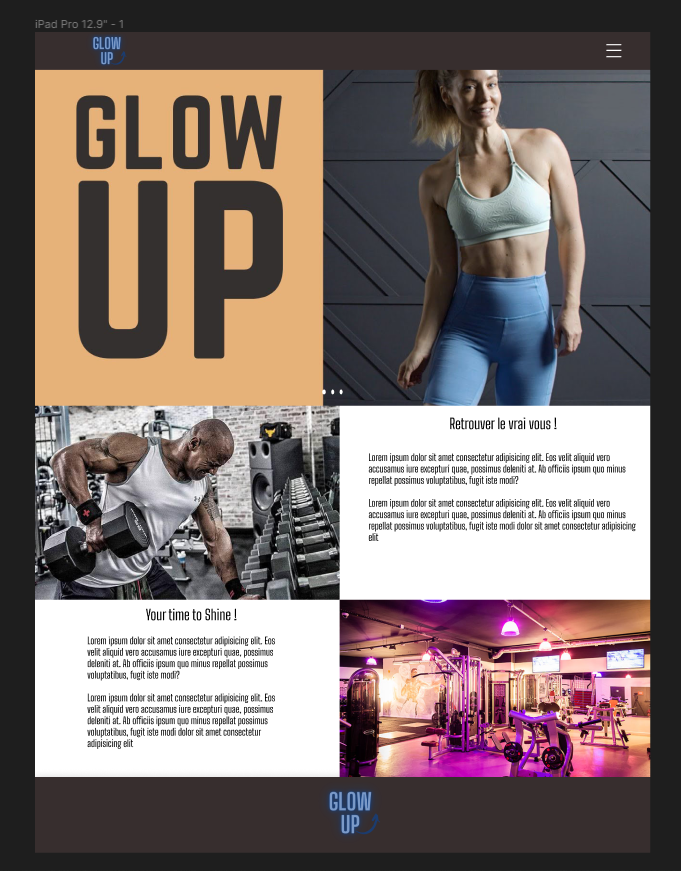 iPad Pro 12.9" - 1
GLOW
UP
GLOW
UP
Retrouver le vrai vous !
Lorem ipsum dolor sit amet consectetur adipisicing elit. Eos velit aliquid vero
accusamus iure excepturi quae, possimus deleniti at. Ab officiis ipsum quo minus
repellat possimus voluptatibus, fugit iste modi?
Lorem ipsum dolor sit amet consectetur adipisicing elit. Eos velit aliquid vero
accusamus iure excepturi quae, possimus deleniti at. Ab officiis ipsum quo minus
repellat possimus voluptatibus, fugit iste modi dolor sit amet consectetur adipisicing
elit
Your time to Shine !
Lorem ipsum dolor sit amet consectetur adipisicing elit. Eos
velit aliquid vero accusamus iure excepturi quae, possimus
deleniti at. Ab officiis ipsum quo minus repellat possimus
voluptatibus, fugit iste modi?
Lorem ipsum dolor sit amet consectetur adipisicing elit. Eos
velit aliquid vero accusamus iure excepturi quae, possimus
deleniti at. Ab officiis ipsum quo minus repellat possimus
voluptatibus, fugit iste modi dolor sit amet consectetur
adipisicing elit
GLOW
UP